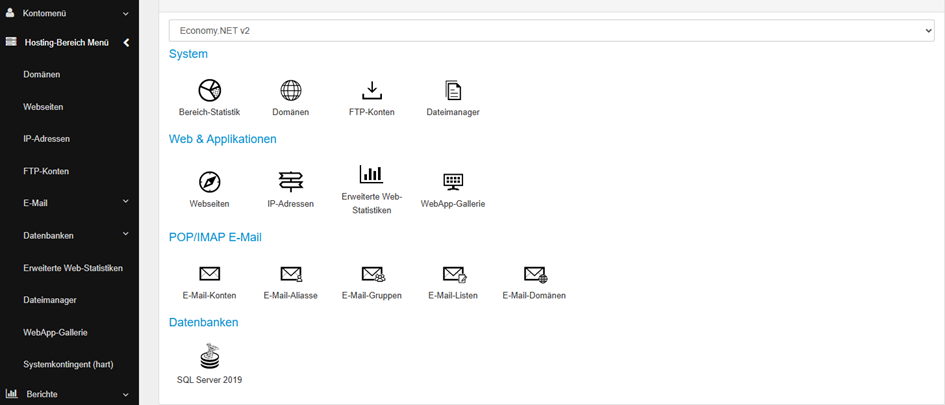 Kontomenü
Hosting-Bereich Menü
Domänen
Webseiten
IP-Adressen
FTP-Konten
E-Mail
Datenbanken
Erweiterte Web-Statistiken
Dateimanager
WebApp-Gallerie
Systemkontingent (hart)
Berichte
Economy.NET v2
System
Bereich-Statistik Domänen FTP-Konten Dateimanager
Web & Applikationen
Webseiten IP-Adressen Erweiterte Web-
Statistiken WebApp-Gallerie
POP/IMAP E-Mail
E-Mail-Konten E-Mail-Aliasse E-Mail-Gruppen E-Mail-Listen E-Mail-Domänen
Datenbanken
SQL Server 2019